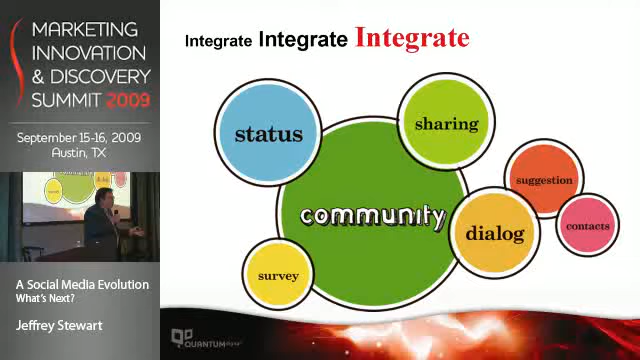 MARKETING
INNOVATION
& DISCOVERY
SUMMIT 2009
September 15-16, 2009
Austin, TX
A Social Media Evolution
What's Next?
Jeffrey Stewart
Integrate Integrate Integrate
status
sharing
suggestion
community
contacts
dialog
survey
QUANTUMdigital